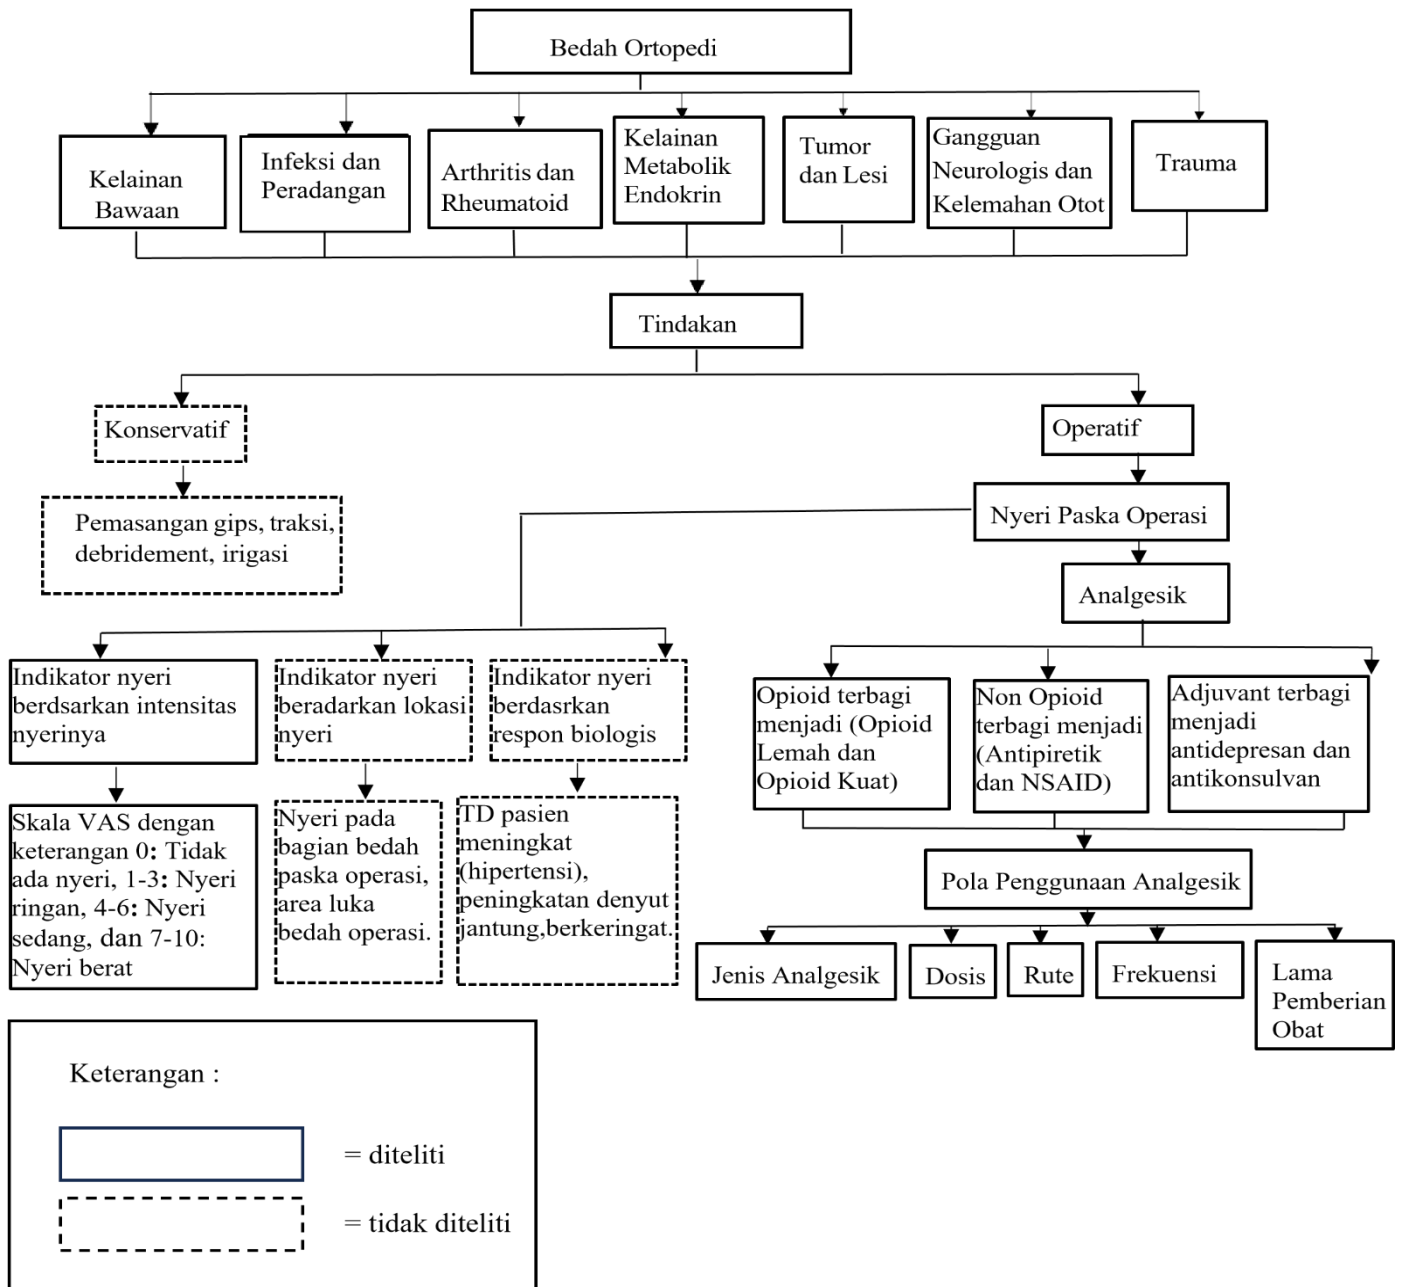 Bedah Ortopedi
Kelainan
Bawaan
Infeksi dan
Peradangan
Arthritis dan
Rheumatoid
Kelainan
Metabolik
Endokrin
Tumor
dan Lesi
Gangguan
Neurologis dan
Kelemahan Otot
Trauma
Tindakan
Konservatif
Operatif
Pemasangan gips, traksi,
debridement, irigasi
Nyeri Paska Operasi
Analgesik
Indikator nyeri
berdsarkan intensitas
nyerinya
Indikator nyeri
beradarkan lokasi
nyeri
Indikator nyeri
berdasrkan
respon biologis
Opioid terbagi
menjadi (Opioid
Lemah dan
Opioid Kuat)
Non Opioid
terbagi menjadi
(Antipiretik
dan NSAID)
Adjuvant terbagi
menjadi
antidepresan dan
antikonsulvan
Skala VAS dengan
keterangan 0: Tidak
ada nyeri, 1-3: Nyeri
ringan, 4-6: Nyeri
sedang, dan 7-10:
Nyeri berat
Nyeri pada
bagian bedah
paska operasi,
area luka
bedah operasi.
TD pasien
meningkat
(hipertensi),
peningkatan denyut
jantung,berkeringat.
Pola Penggunaan Analgesik
Jenis Analgesik
Dosis
Rute
Frekuensi
Lama
Pemberian
Obat
Keterangan :
= diteliti
= tidak diteliti